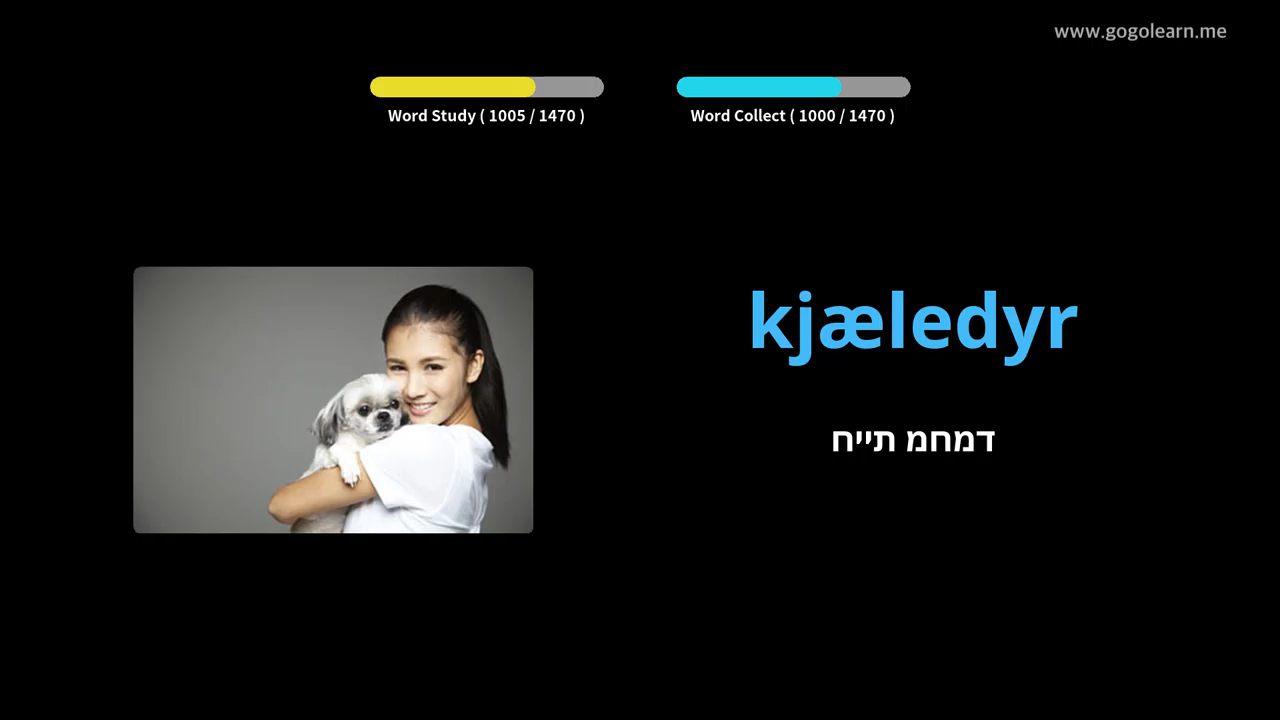 www.gogolearn.me
Word Study ( 1005 / 1470 )
Word Collect ( 1000 / 1470 )
kjæledyr
דמחמ תייח